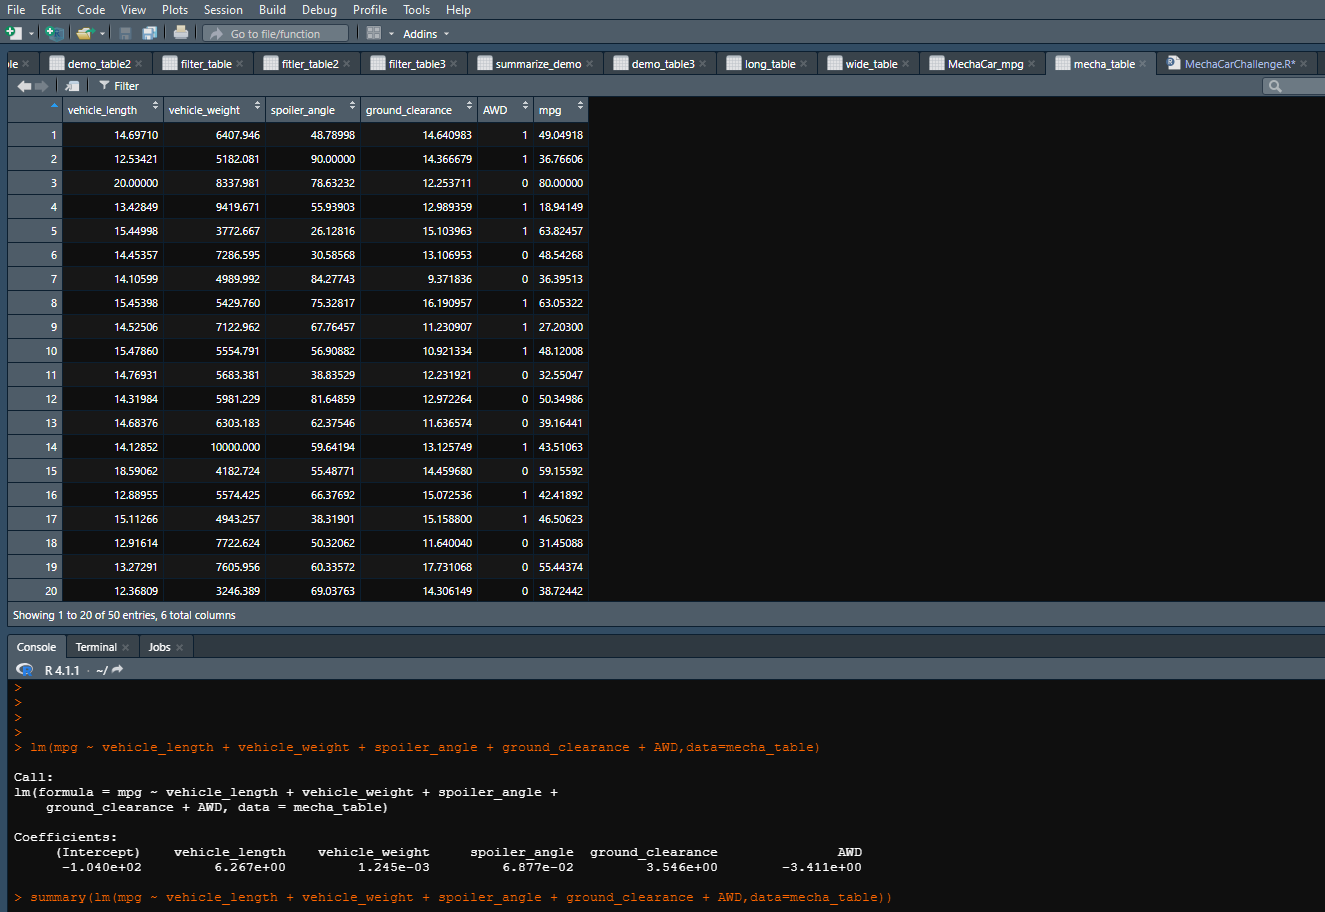 File Edit Code View Plots Session Build Debug Profile Tools Help
Go to file/function Addins
ole demo_table2 filter_table fitler_table2 filter_table3 summarize_demo demo_table3 long_table wide_table MechaCar_mpg mecha_table MechaCarChallenge.R*
Filter
vehicle_length vehicle_weight spoiler_angle ground_clearance AWD mpg
1 14.69710 6407.946 48.78998 14.640983 1 49.04918
2 12.53421 5182.081 90.00000 14.366679 1 36.76606
3 20.00000 8337.981 78.63232 12.253711 0 80.00000
4 13.42849 9419.671 55.93903 12.989359 1 18.94149
5 15.44998 3772.667 26.12816 15.103963 1 63.82457
6 14.45357 7286.595 30.58568 13.106953 0 48.54268
7 14.10599 4989.992 84.27743 9.371836 0 36.39513
8 15.45398 5429.760 75.32817 16.190957 1 63.05322
9 14.52506 7122.962 67.76457 11.230907 1 27.20300
10 15.47860 5554.791 56.90882 10.921334 1 48.12008
11 14.76931 5683.381 38.83529 12.231921 0 32.55047
12 14.31984 5981.229 81.64859 12.972264 0 50.34986
13 14.68376 6303.183 62.37546 11.636574 0 39.16441
14 14.12852 10000.000 59.64194 13.125749 1 43.51063
15 18.59062 4182.724 55.48771 14.459680 0 59.15592
16 12.88955 5574.425 66.37692 15.072536 1 42.41892
17 15.11266 4943.257 38.31901 15.158800 1 46.50623
18 12.91614 7722.624 50.32062 11.640040 0 31.45088
19 13.27291 7605.956 60.33572 17.731068 0 55.44374
20 12.36809 3246.389 69.03763 14.306149 0 38.72442
Showing 1 to 20 of 50 entries, 6 total columns
Console Terminal Jobs
R 4.1.1 · ~/
>
>
>
>
> lm(mpg ~ vehicle_length + vehicle_weight + spoiler_angle + ground_clearance + AWD,data=mecha_table)
Call:
lm(formula = mpg ~ vehicle_length + vehicle_weight + spoiler_angle +
ground_clearance + AWD, data = mecha_table)
Coefficients:
(Intercept) vehicle_length vehicle_weight spoiler_angle ground_clearance AWD
-1.040e+02 6.267e+00 1.245e-03 6.877e-02 3.546e+00 -3.411e+00
> summary(lm(mpg ~ vehicle_length + vehicle_weight + spoiler_angle + ground_clearance + AWD,data=mecha_table))